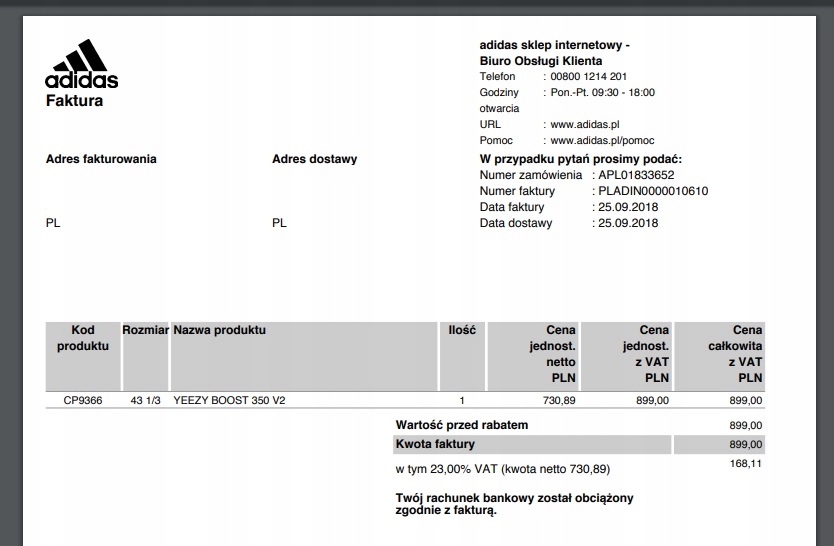 adidas
Faktura
adidas sklep internetowy -
Biuro Obsługi Klienta
Telefon : 00800 1214 201
Godziny otwarcia : Pon.-Pt. 09:30 - 18:00
URL : www.adidas.pl
Pomoc : www.adidas.pl/pomoc
Adres fakturowania
PL
Adres dostawy
PL
W przypadku pytań prosimy podać:
Numer zamówienia : APL01833652
Numer faktury : PLADIN0000010610
Data faktury : 25.09.2018
Data dostawy : 25.09.2018
Kod produktu Rozmiar Nazwa produktu Ilość Cena jednost. netto PLN Cena jednost. z VAT PLN Cena całkowita z VAT PLN
CP9366 43 1/3 YEEZY BOOST 350 V2 1 730,89 899,00 899,00
Wartość przed rabatem 899,00
Kwota faktury 899,00
w tym 23,00% VAT (kwota netto 730,89) 168,11
Twój rachunek bankowy został obciążony
zgodnie z fakturą.